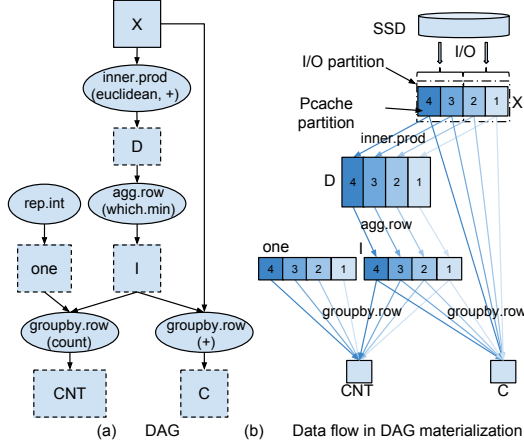 X
inner.prod
(euclidean, +)
D
rep.int
agg.row
(which.min)
one
I
groupby.row
(count)
groupby.row
(+)
CNT
C
(a) DAG
SSD
I/O
I/O partition
Pcache
partition
4 3 2 1 X
inner.prod
D 4 3 2 1
agg.row
one I
4 3 2 1 4 3 2 1
groupby.row groupby.row
CNT C
(b) Data flow in DAG materialization